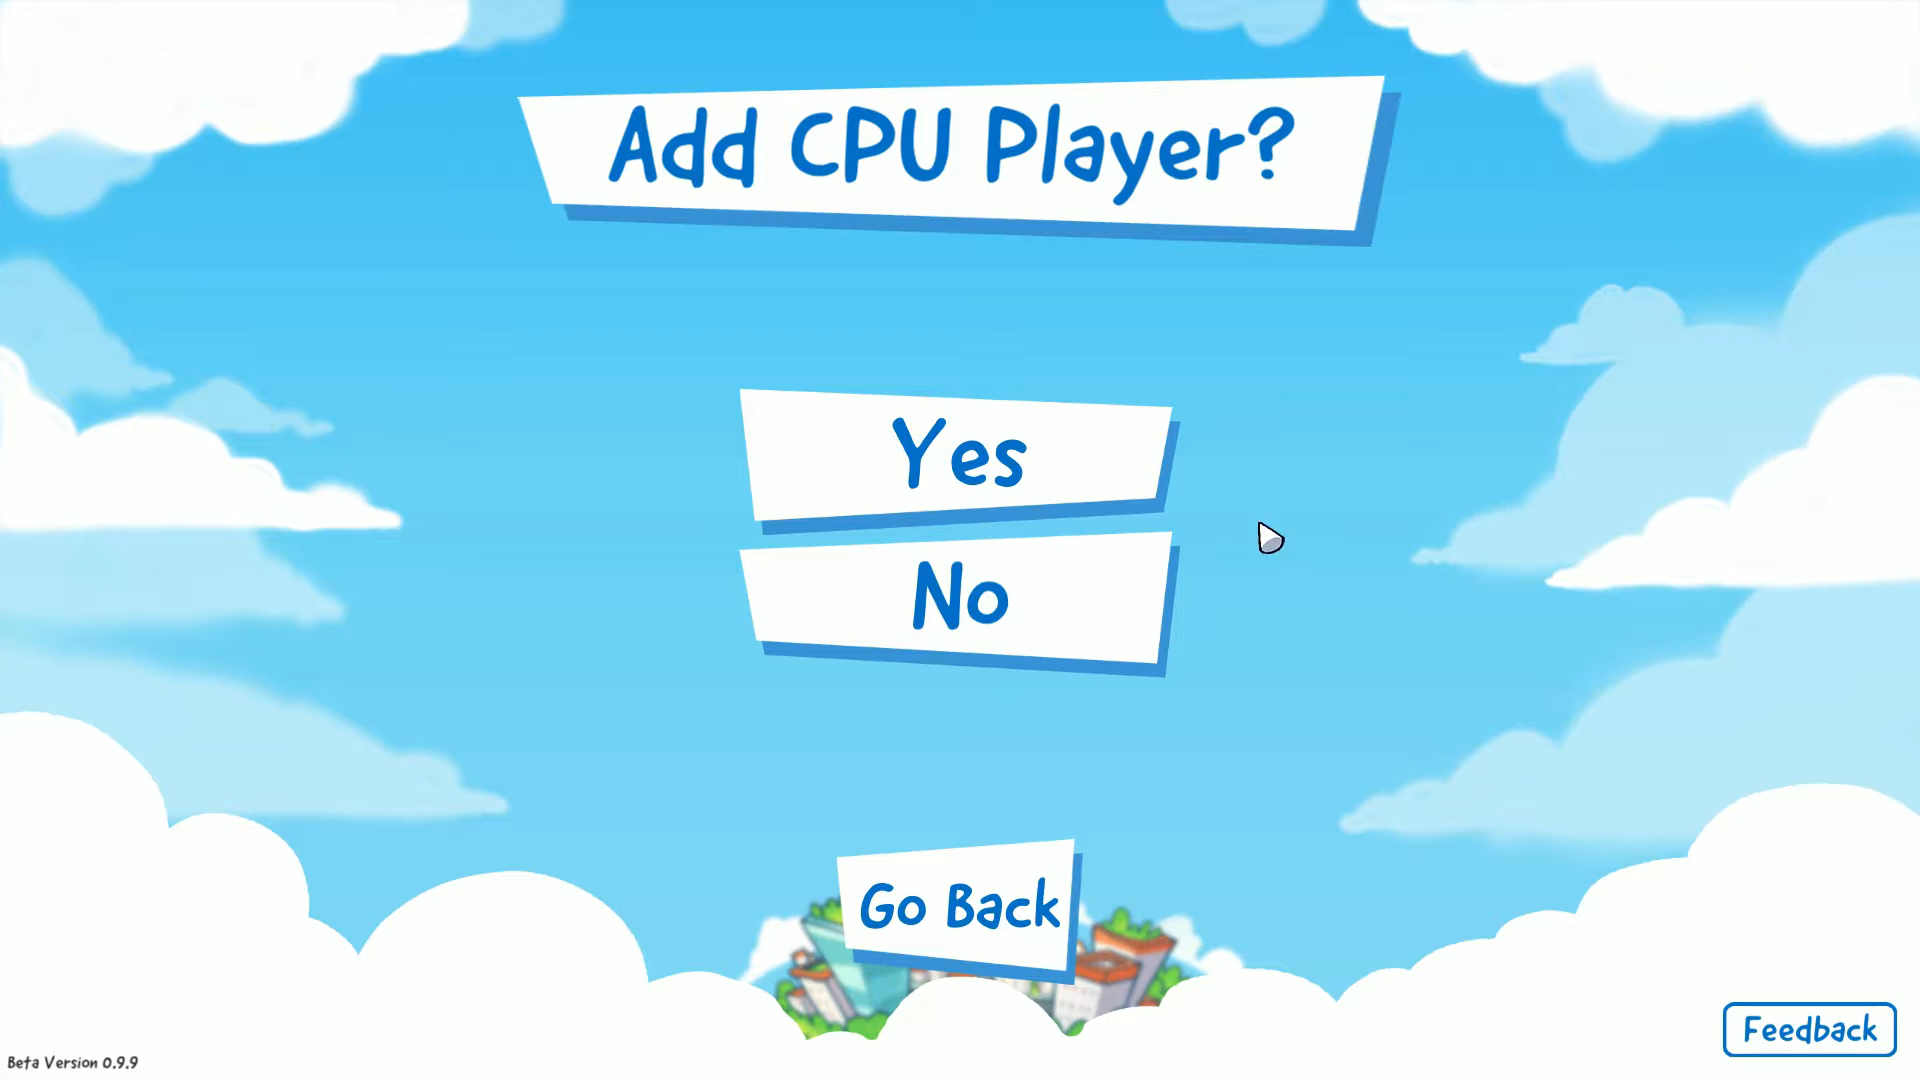 Add CPU Player?
Yes
No
Go Back
Feedback
Beta Version 0.9.9